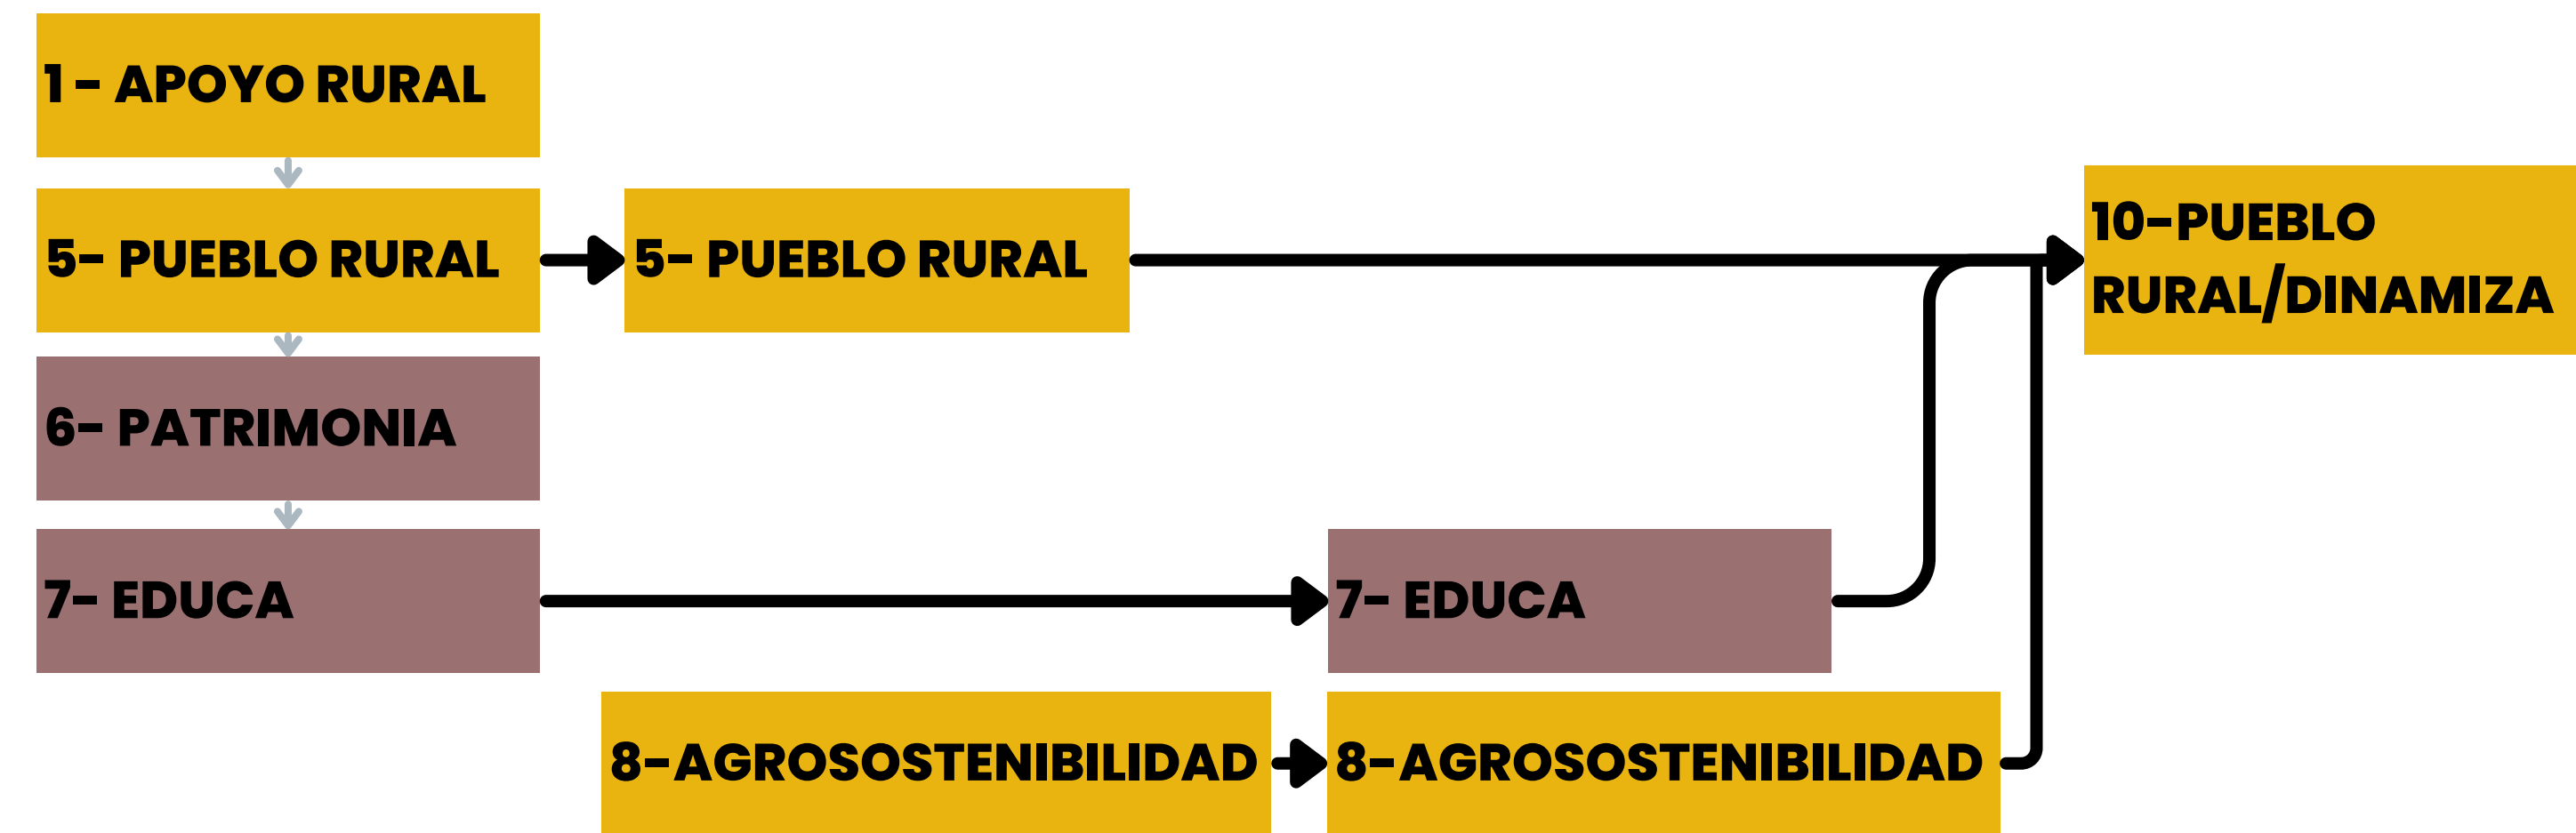 1 - APOYO RURAL
5- PUEBLO RURAL
5- PUEBLO RURAL
10-PUEBLO
RURAL/DINAMIZA
6- PATRIMONIA
7- EDUCA
7- EDUCA
8-AGROSOSTENIBILIDAD
8-AGROSOSTENIBILIDAD